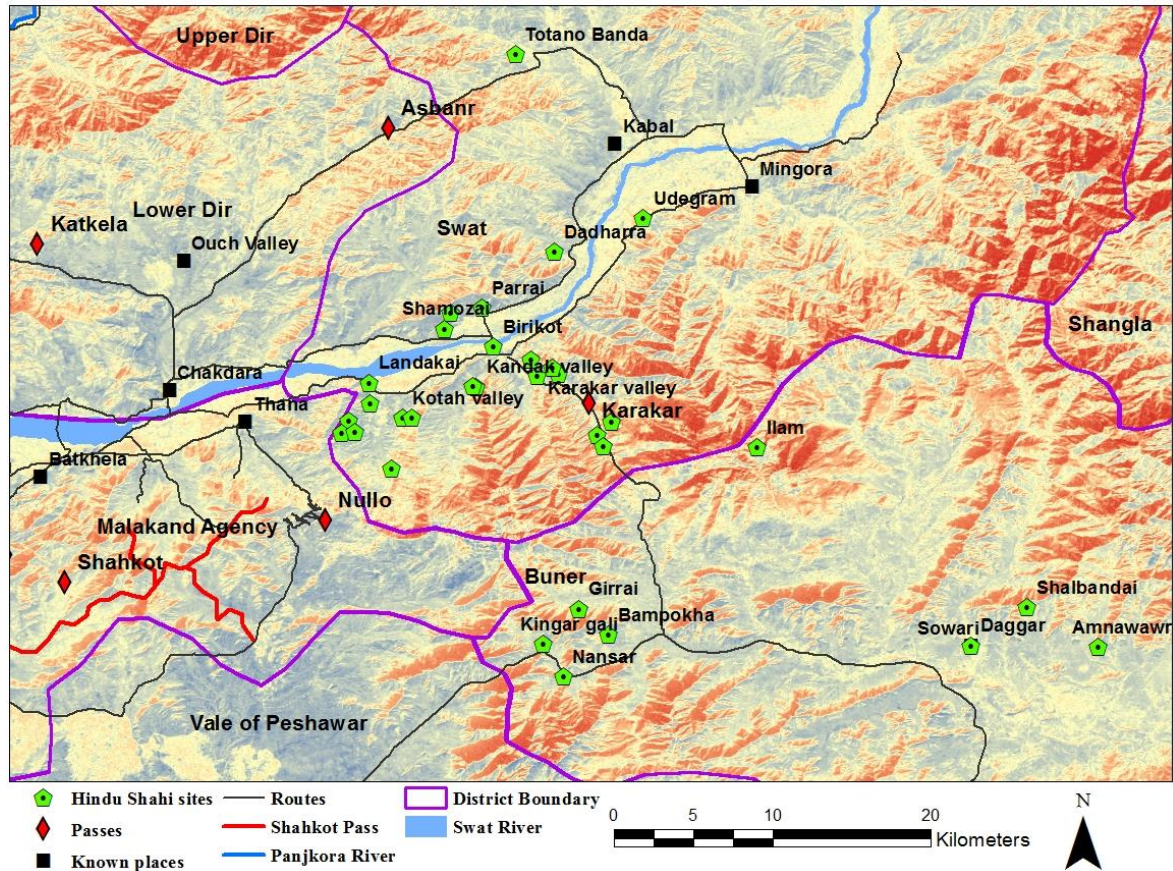 Upper Dir
Totano Banda
Asbanr
Kabal
Mingora
Katkela
Lower Dir
Ouch Valley
Swat
Udegram
Dadharra
Parrai
Shamozai
Birikot
Shangla
Landakai
Kandak valley
Chakdara
Karakar valley
Kotah valley
Thana
Karakar
Ilam
Batkhela
Nullo
Malakand Agency
Shahkot
Buner
Girrai
Shalbandai
Bampokha
Kingar gali
Sowari
Daggar
Amnawawr
Nansar
Vale of Peshawar
Hindu Shahi sites
Routes
District Boundary
Passes
Shahkot Pass
Swat River
Known places
Panjkora River
0 5 10 20
Kilometers
N